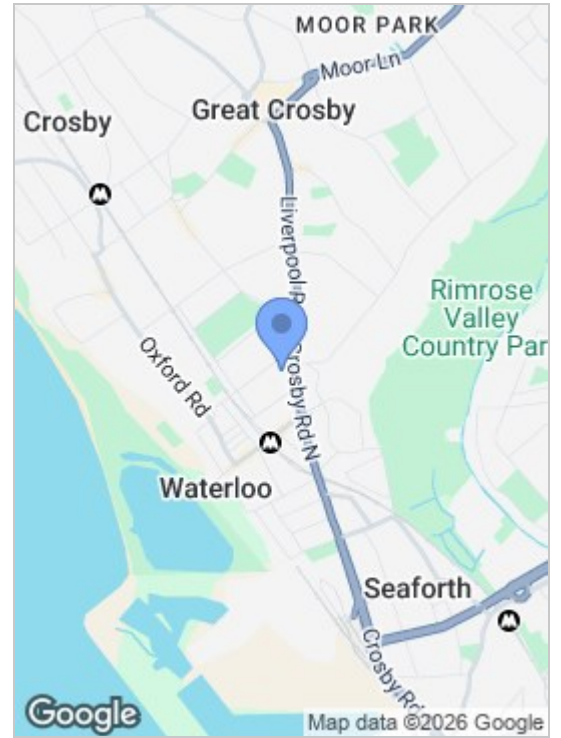 MOOR PARK
Moor Ln
Great Crosby
Crosby
Liverpool R
Rimrose
Valley
Country Par
Oxford Rd
Crosby Rd N
Waterloo
Seaforth
Crosby Rd
Google
Map data ©2026 Google